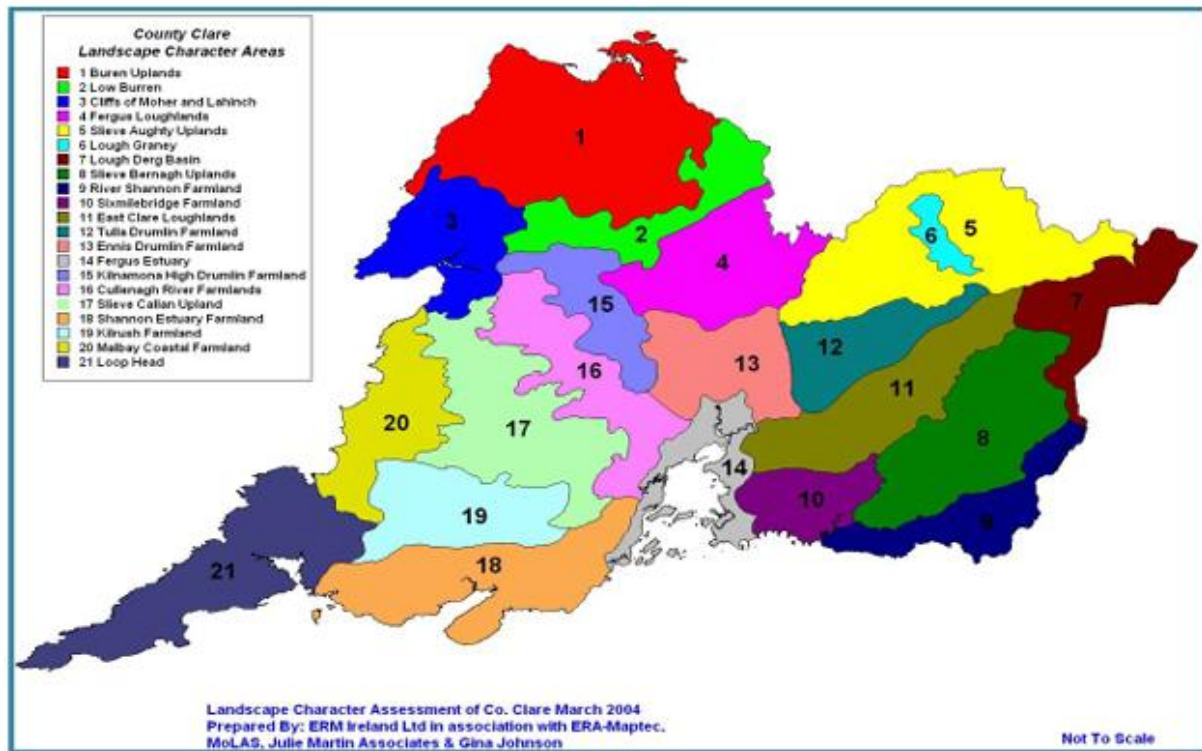 County Clare
Landscape Character Areas
1 Buren Uplands
2 Low Burren
3 Cliffs of Moher and Lahinch
4 Fergus Loughlands
5 Slieve Aughty Uplands
6 Lough Graney
7 Lough Derg Basin
8 Slieve Bernagh Uplands
9 River Shannon Farmland
10 Sixmilebridge Farmland
11 East Clare Loughlands
12 Tulla Drumlin Farmland
13 Ennis Drumlin Farmland
14 Fergus Estuary
15 Kilnamona High Drumlin Farmland
16 Cullenagh River Farmlands
17 Slieve Callan Upland
18 Shannon Estuary Farmland
19 Kilrush Farmland
20 Malbay Coastal Farmland
21 Loop Head
1
2
3
4
5
6
7
15
12
13
16
11
20
17
8
14
10
19
9
18
21
Landscape Character Assessment of Co. Clare March 2004
Prepared By: ERM Ireland Ltd in association with ERA-Maptec.
MoLAS, Julie Martin Associates & Gina Johnson
Not To Scale